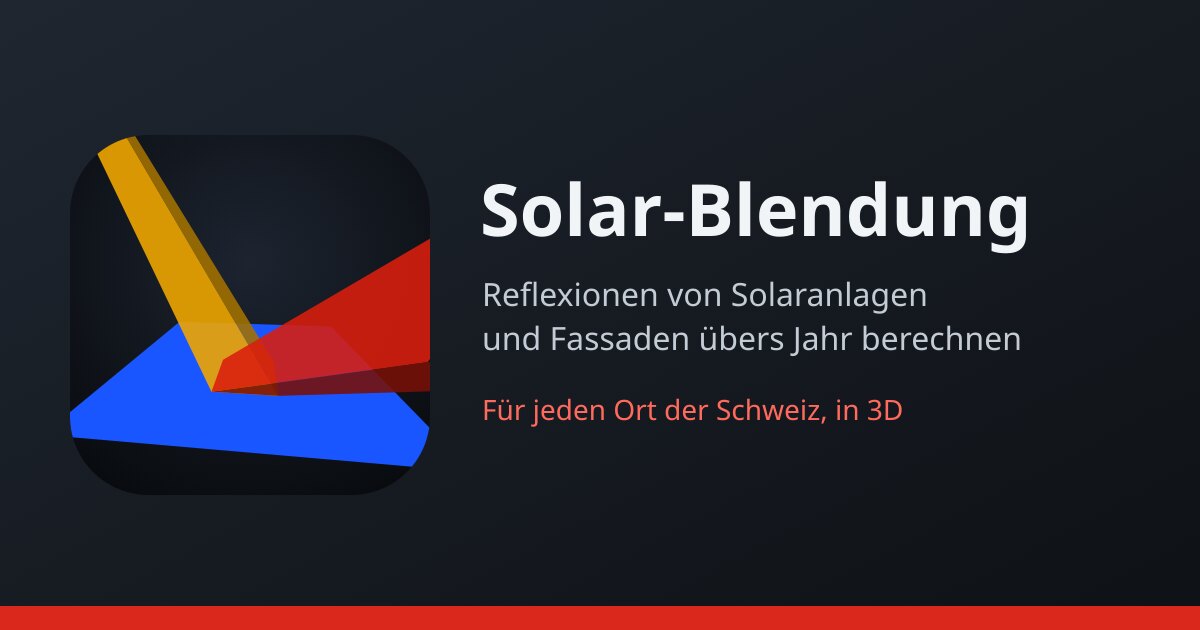 Solar-Blendung
Reflexionen von Solaranlagen
und Fassaden übers Jahr berechnen
Für jeden Ort der Schweiz, in 3D